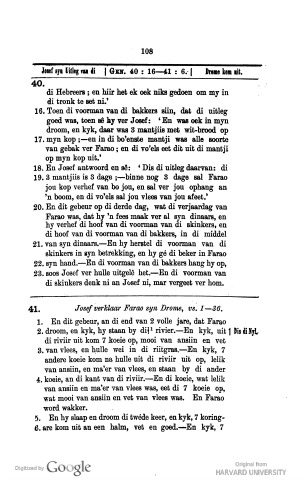 108
Josef syn Uitleg van di | GEN. 40 : 16—41 : 6. | Drome kom uit.
40.
di Hebreers; en hiir het ek ook niks gedoen om my in
di tronk te set ni.'
16. Toen di voorman van di bakkers siin, dat di uitleg
goed was, toen sê hy ver Josef: 'En was ook in myn
droom, en kyk, daar was 3 mantjiis met wit-brood op
17. myn kop;—en in di bo'enste mantji was alle soorte
van gebak ver Farao; en di vo'els eet dit uit di mantji
op myn kop uit.'
18. En Josef antwoord en sê: 'Dis di uitleg daarvan: di
19. 3 mantjiis is 3 dage;—binne nog 3 dage sal Farao
jou kop verhef van bo jou, en sal ver jou ophang an
'n boom, en di vo'els sal jou vlees van jou afeet.'
20. En dit gebeur op di derde dag, wat di verjaardag van
Farao was, dat hy 'n fees maak ver al syn dinaars, en
hy verhef di hoof van di voorman van di skinkers, en
di hoof van di voorman van di bakkers, in di middel
21. van syn dinaars.—En hy herstel di voorman van di
skinkers in syn betrekking, en hy gé di beker in Farao
22. syn hand.—En di voorman van di bakkers hang hy op,
23. soos Josef ver hulle uitgelê het.—En di voorman van
di skinkers denk ni an Josef ni, mar vergeet ver hom.
41. Josef verklaar Farao syn Drome, vs. 1—36.
1. En dit gebeur, an di end van 2 volle jare, dat Farao
2. droom, en kyk, hy staan by di¹ rivier.—En kyk, uit | ¹ Dis di Nyl.
di riviir uit kom 7 koeie op, mooi van ansiin en vet
3. van vlees, en hulle wei in di riitgras.—En kyk, 7
andere koeie kom na hulle uit di riviir uit op, lelik
van ansiin, en ma'er van vlees, en staan by di ander
4. koeie, an di kant van di riviir.—En di koeie, wat lelik
van ansiin en ma'er van vlees was, eet di 7 koeie op,
wat mooi van ansiin en vet van vlees was. En Farao
word wakker.
5. En hy slaap en droom di twéde keer, en kyk, 7 koring-
6. are kom uit an een halm, vet en goed.—En kyk, 7
Digitized by Google
Original from
HARVARD UNIVERSITY